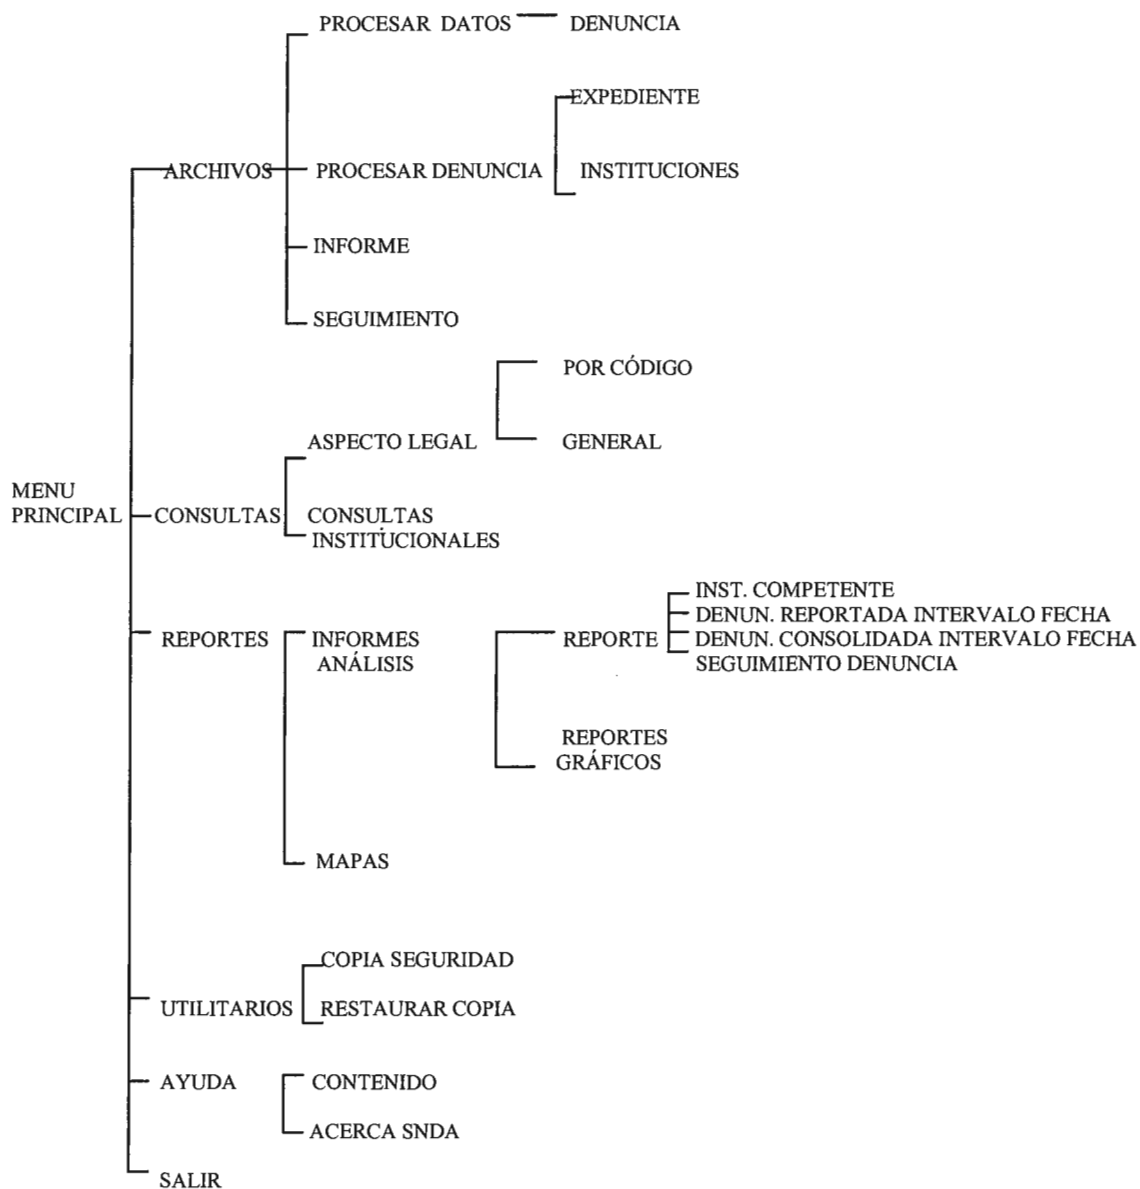 PROCESAR DATOS DENUNCIA
EXPEDIENTE
ARCHIVOS PROCESAR DENUNCIA INSTITUCIONES
INFORME
SEGUIMIENTO
POR CÓDIGO
ASPECTO LEGAL GENERAL
MENU
PRINCIPAL CONSULTAS CONSULTAS
INSTITUCIONALES
INST. COMPETENTE
DENUN. REPORTADA INTERVALO FECHA
REPORTES INFORMES REPORTE DENUN. CONSOLIDADA INTERVALO FECHA
ANÁLISIS SEGUIMIENTO DENUNCIA
REPORTES
GRÁFICOS
MAPAS
COPIA SEGURIDAD
UTILITARIOS RESTAURAR COPIA
AYUDA CONTENIDO
ACERCA SNDA
SALIR